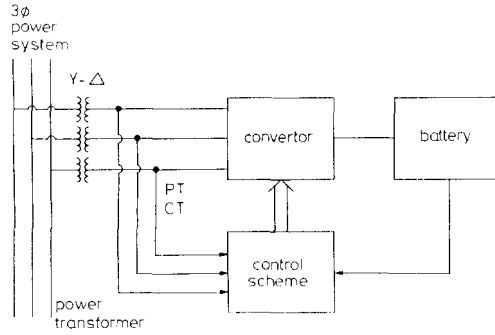 3ϕ
power
system
Y-Δ
convertor
battery
PT
CT
control
scheme
power
transformer